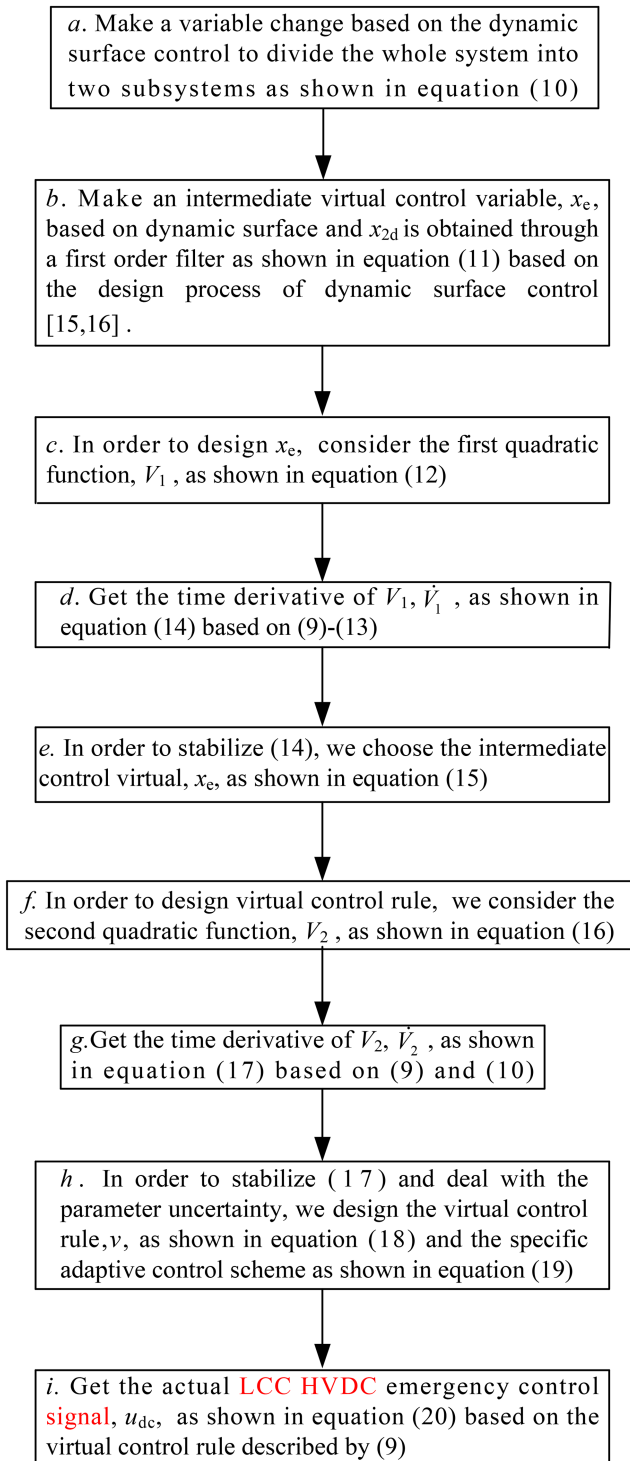 a. Make a variable change based on the dynamic
surface control to divide the whole system into
two subsystems as shown in equation (10)
b. Make an intermediate virtual control variable, xₑ,
based on dynamic surface and x2d is obtained through
a first order filter as shown in equation (11) based on
the design process of dynamic surface control
[15,16] .
c. In order to design xₑ, consider the first quadratic
function, V₁ , as shown in equation (12)
d. Get the time derivative of V₁, V̇₁ , as shown in
equation (14) based on (9)-(13)
e. In order to stabilize (14), we choose the intermediate
control virtual, xₑ, as shown in equation (15)
f. In order to design virtual control rule, we consider the
second quadratic function, V₂ , as shown in equation (16)
g.Get the time derivative of V₂, V̇₂ , as shown
in equation (17) based on (9) and (10)
h . In order to stabilize (17) and deal with the
parameter uncertainty, we design the virtual control
rule,v, as shown in equation (18) and the specific
adaptive control scheme as shown in equation (19)
i. Get the actual LCC HVDC emergency control
signal, udc, as shown in equation (20) based on the
virtual control rule described by (9)